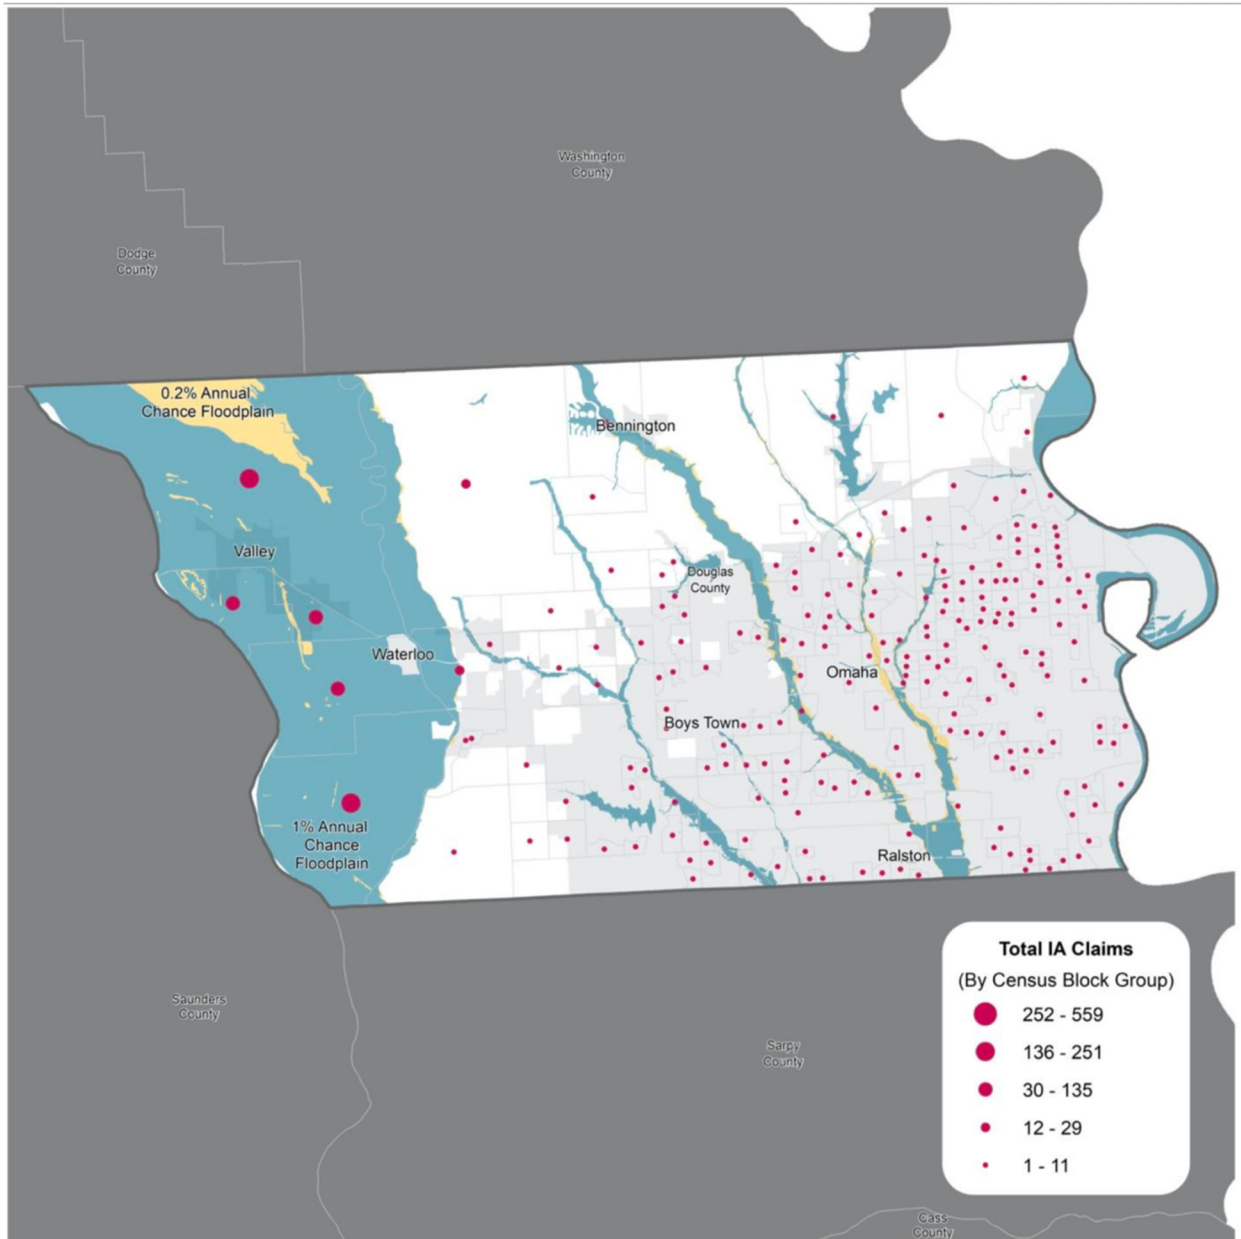 Washington
County
Dodge
County
0.2% Annual
Chance Floodplain
Bennington
Valley
Douglas
County
Waterloo
Omaha
Boys Town
1% Annual
Chance
Floodplain
Ralston
Saunders
County
Sarpy
County
Cass
County
Total IA Claims
(By Census Block Group)
252 - 559
136 - 251
30 - 135
12 - 29
1 - 11